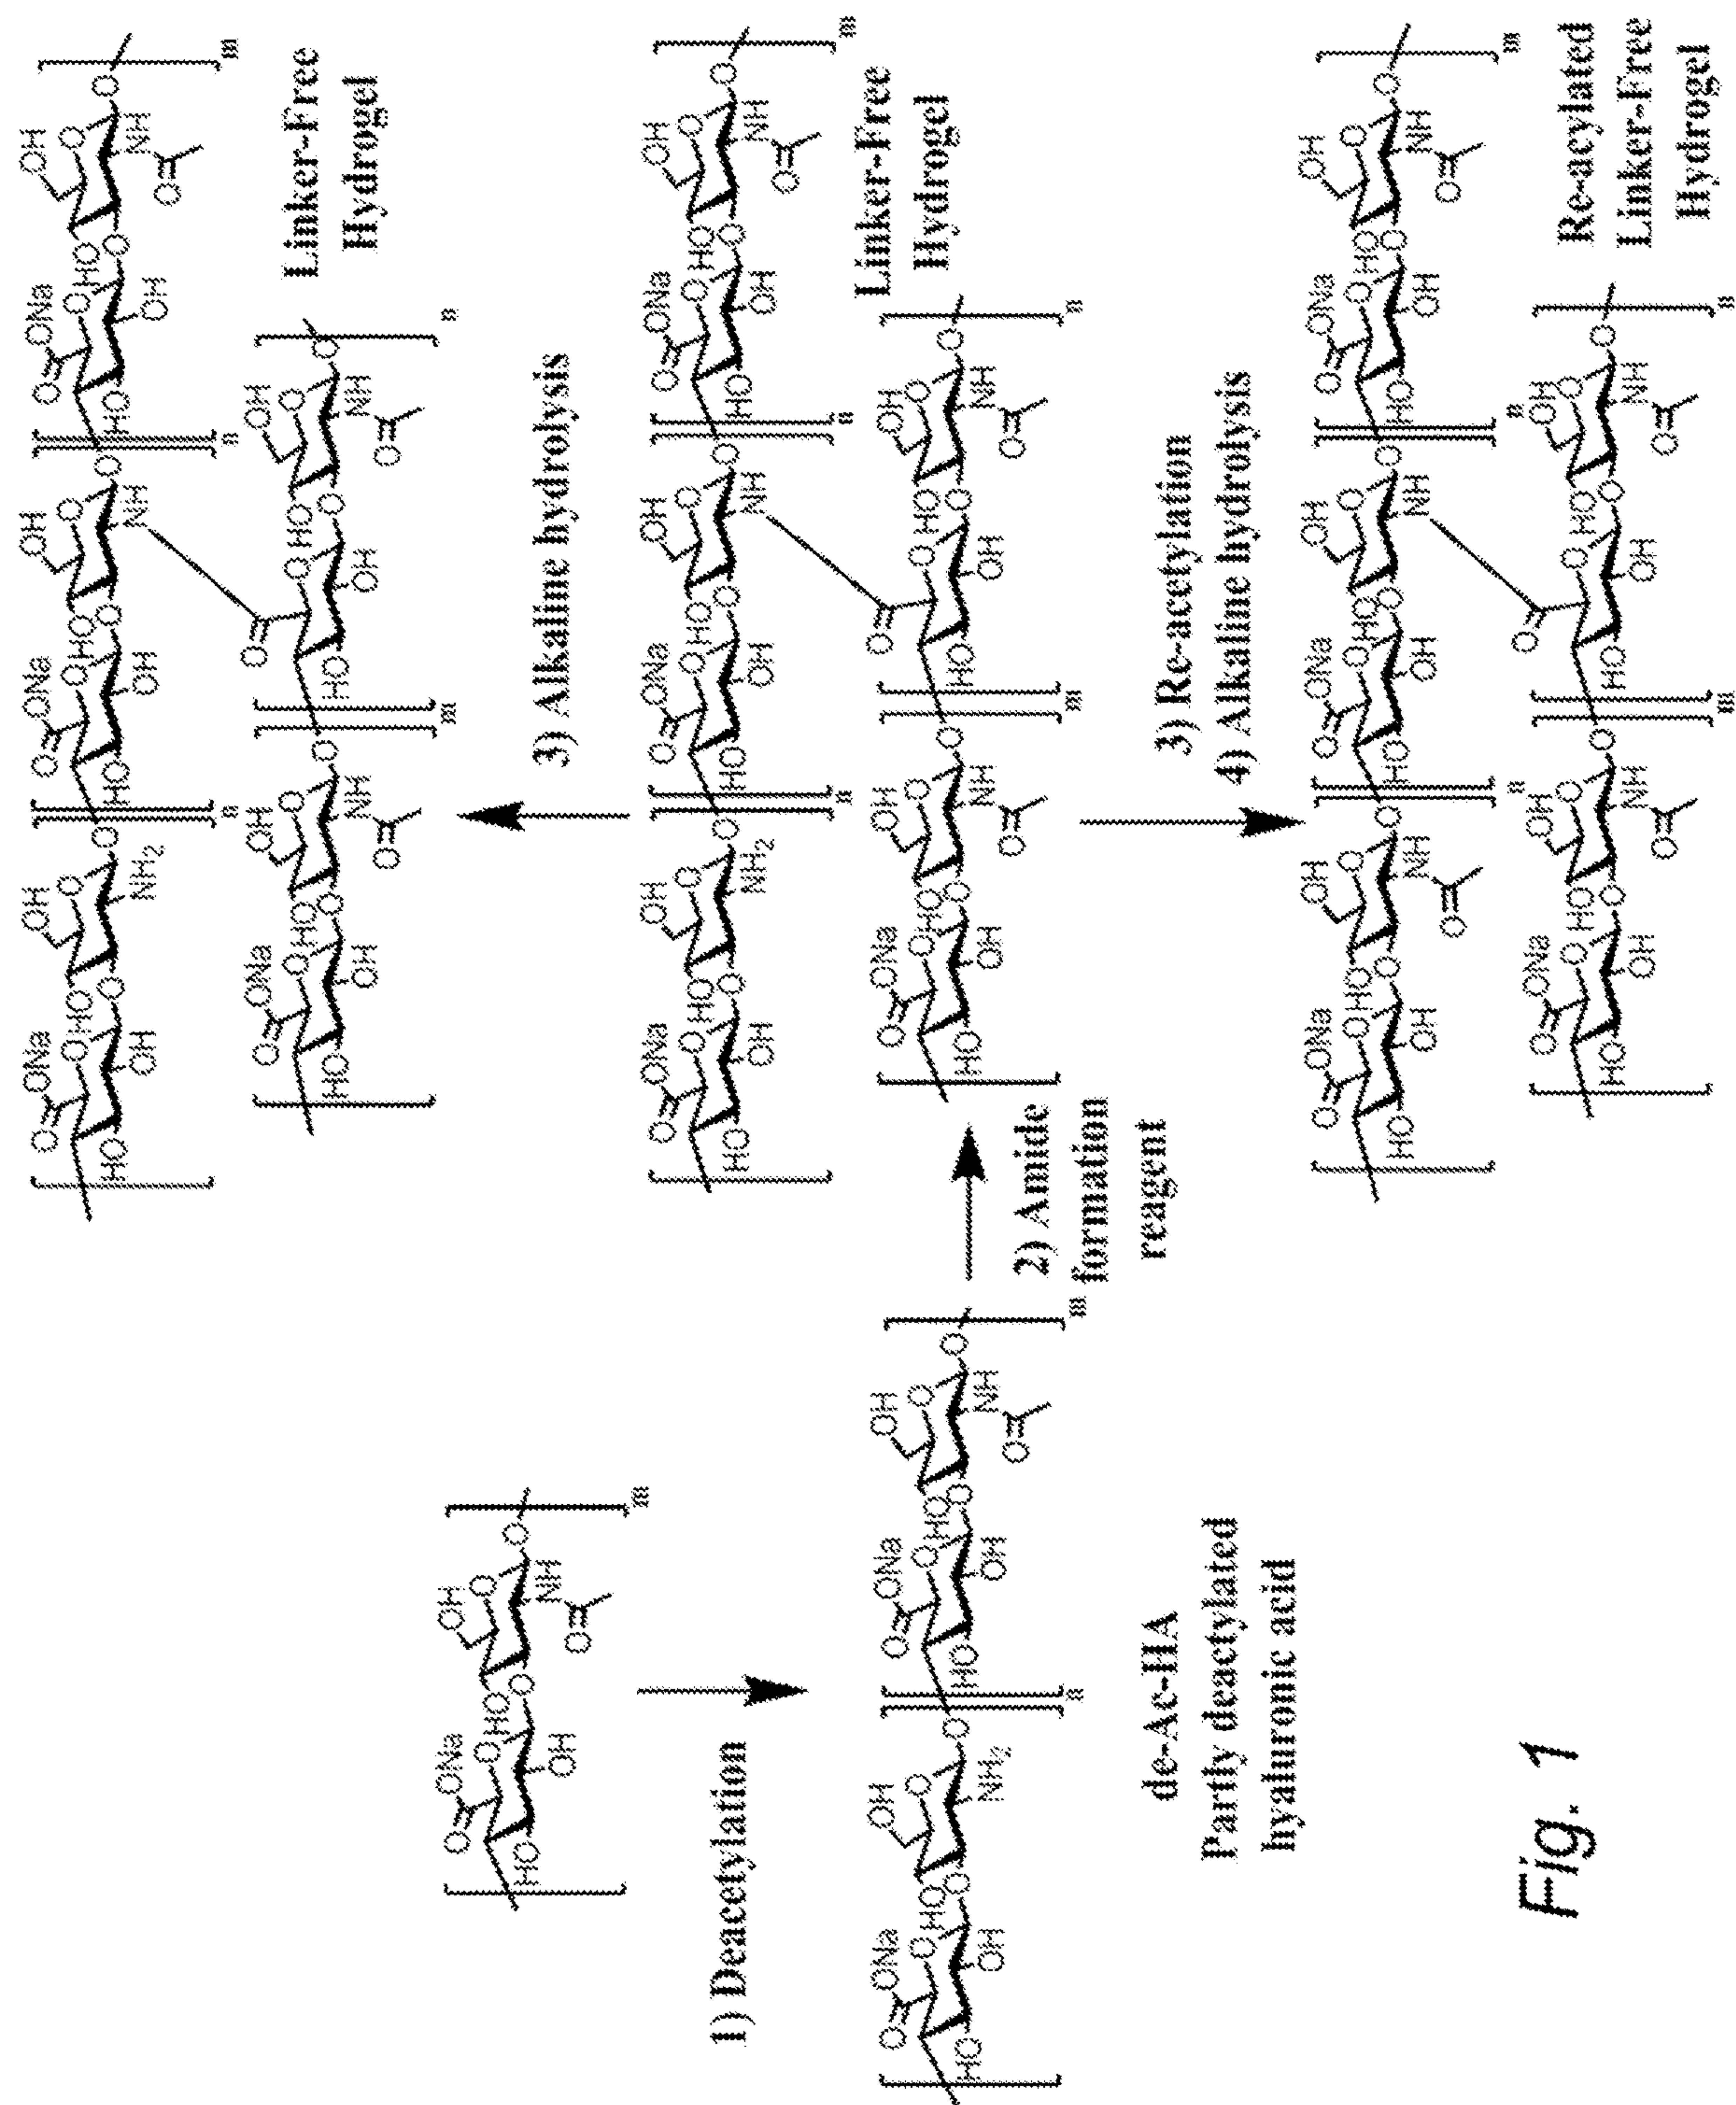 Linker-Free
Hydrogel
3) Alkaline hydrolysis
1) Deacetylation
Linker-Free
Hydrogel
2) Amide
formation
reagent
de-Ac-HA
Partly deactylated
hyaluronic acid
3) Re-acetylation
4) Alkaline hydrolysis
Re-acylated
Linker-Free
Hydrogel
Fig. 1